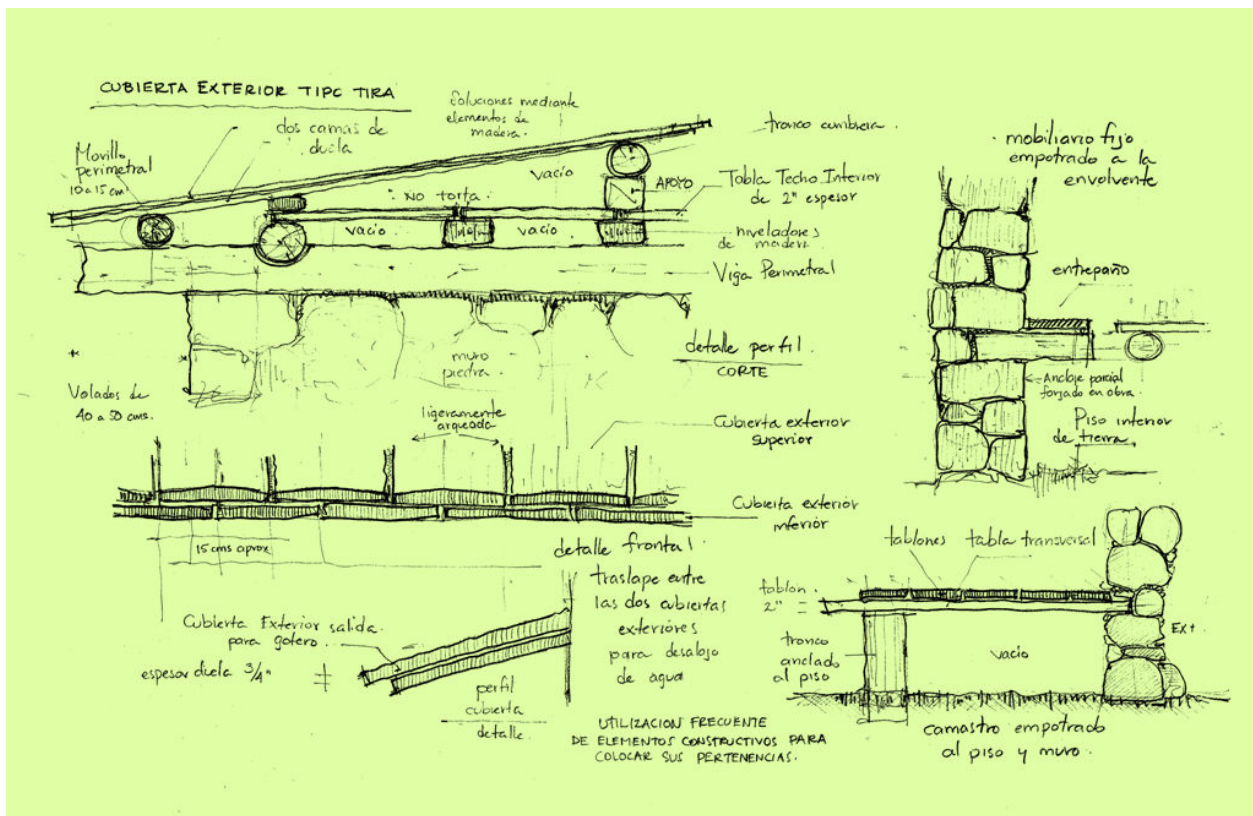 CUBIERTA EXTERIOR TIPO TIRA
Soluciones mediante
elementos de
madera.
dos camas de
duela
Morillo
perimetral
10 a 15 cm
tronco cumbrera.
vacío
APOYO
NO torta.
Tabla Techo Interior
de 2" espesor
vacío
vacío
niveladores
de madera
Viga Perimetral
muro
piedra.
detalle perfil.
CORTE
Volados de
40 a 50 cms.
mobiliario fijo
empotrado a la
envolvente
entrepaño
Anclaje parcial
forjado en obra.
Piso interior
de tierra.
ligeramente
arqueada
Cubierta exterior
superior
Cubierta exterior
inferior
15 cms aprox
detalle frontal.
traslape entre
las dos cubiertas
exteriores
para desalojo
de agua
Cubierta Exterior salida.
para gotero.
espesor duela 3/4"
perfil
cubierta
detalle.
UTILIZACION FRECUENTE
DE ELEMENTOS CONSTRUCTIVOS PARA
COLOCAR SUS PERTENENCIAS.
tablones
tabla transversal
tablon.
2"
tronco
anclado
al piso
vacio
Ext.
camastro empotrado
al piso y muro.